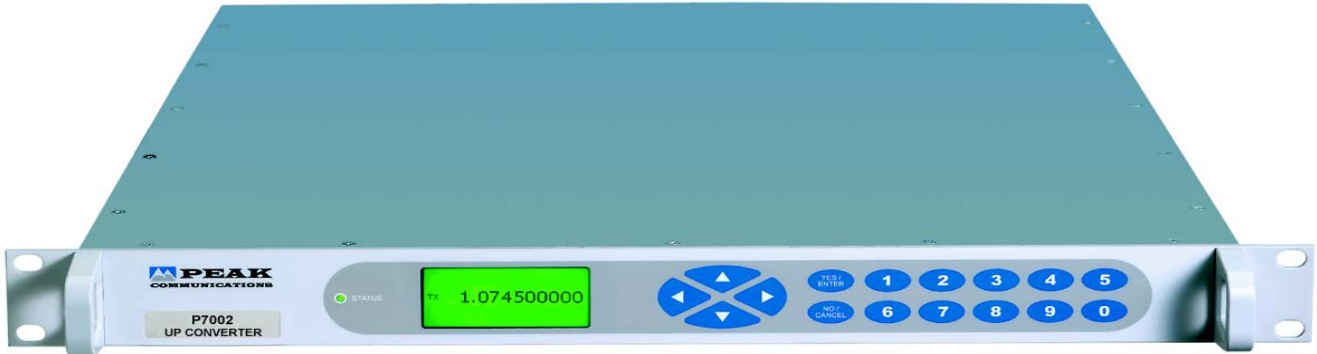 PEAK
COMMUNICATIONS
P7002
UP CONVERTER
STATUS
TX 1.074500000
YES / ENTER
1 2 3 4 5
NO / CANCEL
6 7 8 9 0